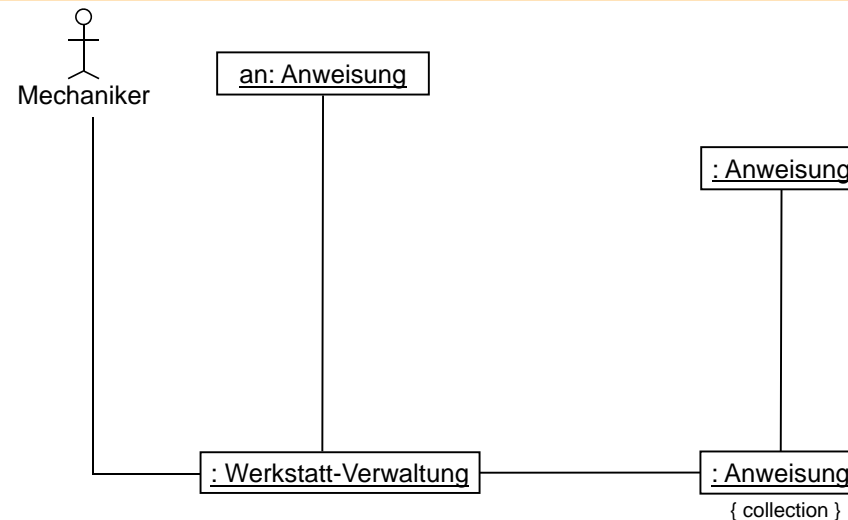 Mechaniker
an: Anweisung
: Anweisung
: Werkstatt-Verwaltung
: Anweisung
{ collection }